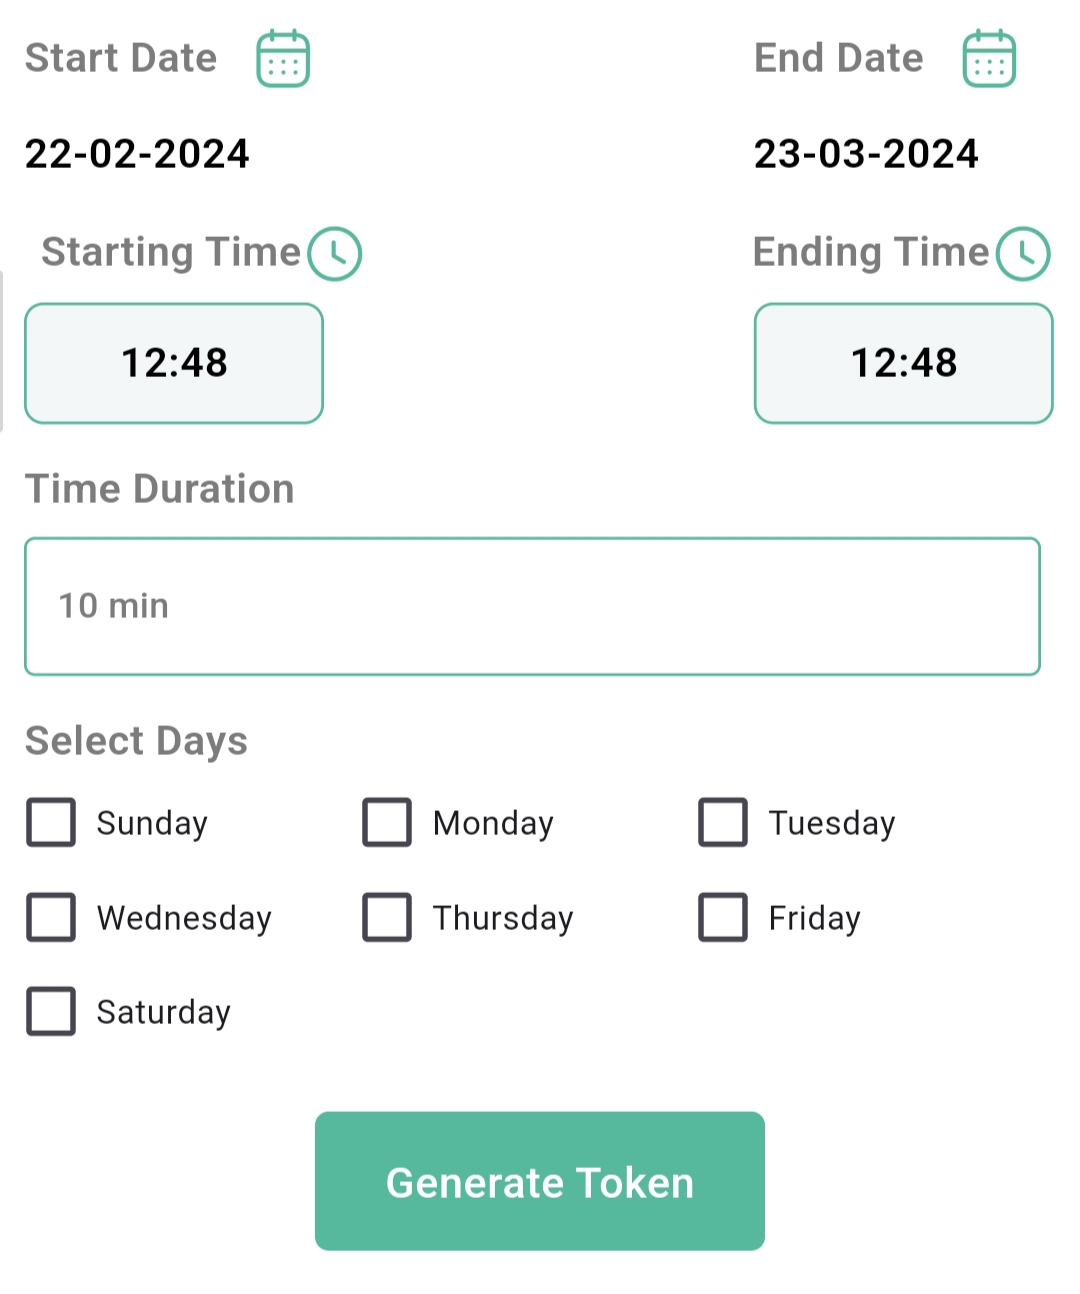 Start Date End Date
22-02-2024 23-03-2024
Starting Time Ending Time
12:48 12:48
Time Duration
10 min
Select Days
Sunday Monday Tuesday
Wednesday Thursday Friday
Saturday
Generate Token